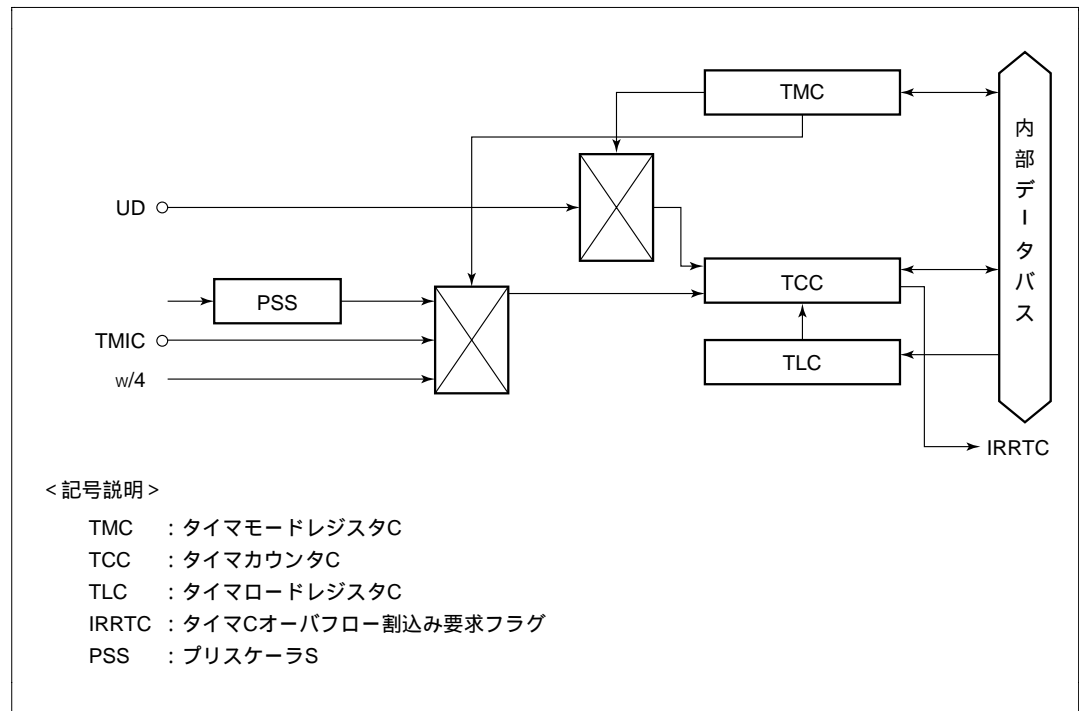 TMC
内部データバス
UD
TCC
PSS
TMIC
TLC
w/4
IRRTC
<記号説明>
TMC :タイマモードレジスタC
TCC :タイマカウンタC
TLC :タイマロードレジスタC
IRRTC :タイマCオーバフロー割込み要求フラグ
PSS :プリスケーラS